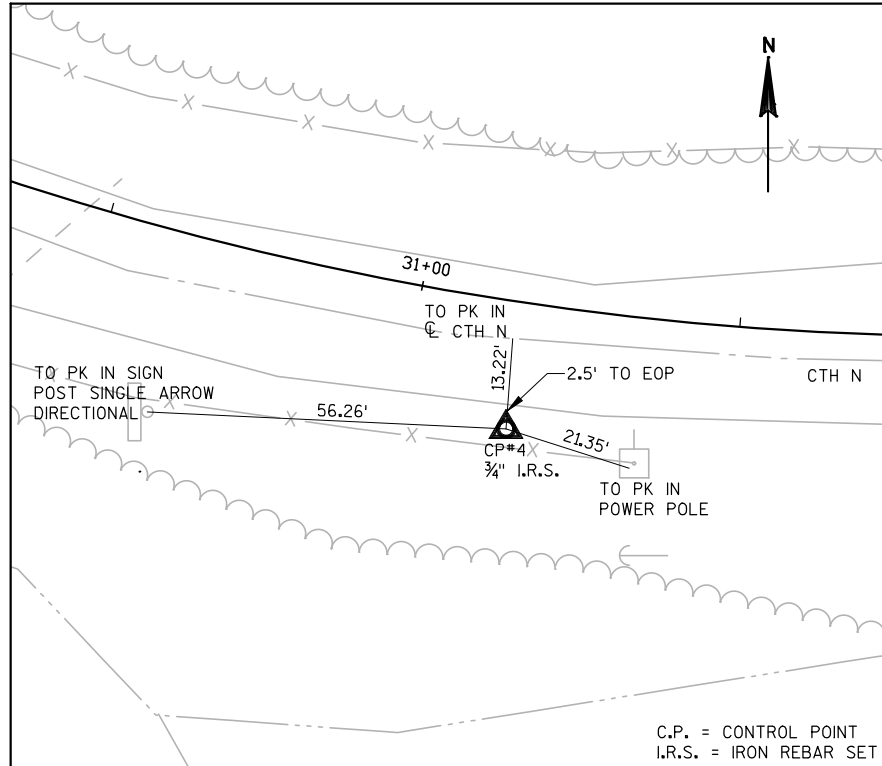 N
31+00
TO PK IN
℄ CTH N
13.22'
2.5' TO EOP
CTH N
TO PK IN SIGN
POST SINGLE ARROW
DIRECTIONAL
56.26'
21.35'
CP#4
¾" I.R.S.
TO PK IN
POWER POLE
C.P. = CONTROL POINT
I.R.S. = IRON REBAR SET